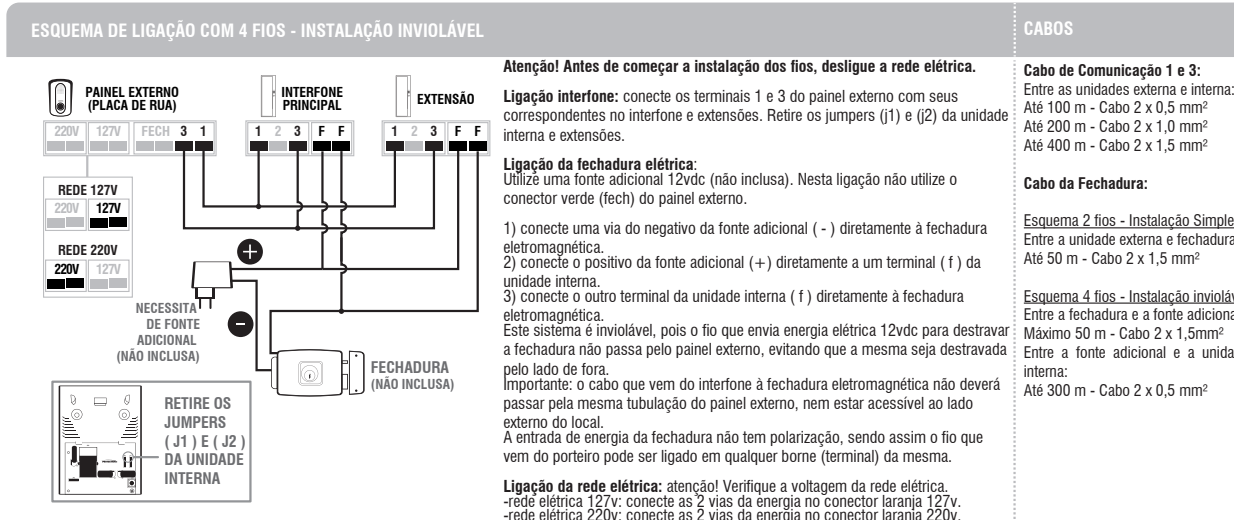 ESQUEMA DE LIGAÇÃO COM 4 FIOS - INSTALAÇÃO INVIOLÁVEL
PAINEL EXTERNO
(PLACA DE RUA)
INTERFONE
PRINCIPAL
EXTENSÃO
220V 127V FECH 3 1
1 2 3 F F
1 2 3 F F
REDE 127V
220V 127V
REDE 220V
220V 127V
+
-
NECESSITA
DE FONTE
ADICIONAL
(NÃO INCLUSA)
FECHADURA
(NÃO INCLUSA)
RETIRE OS
JUMPERS
( J1 ) E ( J2 )
DA UNIDADE
INTERNA
Atenção! Antes de começar a instalação dos fios, desligue a rede elétrica.
Ligação interfone: conecte os terminais 1 e 3 do painel externo com seus
correspondentes no interfone e extensões. Retire os jumpers (j1) e (j2) da unidade
interna e extensões.
Ligação da fechadura elétrica:
Utilize uma fonte adicional 12vdc (não inclusa). Nesta ligação não utilize o
conector verde (fech) do painel externo.
1) conecte uma via do negativo da fonte adicional ( - ) diretamente à fechadura
eletromagnética.
2) conecte o positivo da fonte adicional (+) diretamente a um terminal ( f ) da
unidade interna.
3) conecte o outro terminal da unidade interna ( f ) diretamente à fechadura
eletromagnética.
Este sistema é inviolável, pois o fio que envia energia elétrica 12vdc para destravar
a fechadura não passa pelo painel externo, evitando que a mesma seja destravada
pelo lado de fora.
Importante: o cabo que vem do interfone à fechadura eletromagnética não deverá
passar pela mesma tubulação do painel externo, nem estar acessível ao lado
externo do local.
A entrada de energia da fechadura não tem polarização, sendo assim o fio que
vem do porteiro pode ser ligado em qualquer borne (terminal) da mesma.
Ligação da rede elétrica: atenção! Verifique a voltagem da rede elétrica.
-rede elétrica 127v: conecte as 2 vias da energia no conector laranja 127v.
-rede elétrica 220v: conecte as 2 vias da energia no conector laranja 220v.
CABOS
Cabo de Comunicação 1 e 3:
Entre as unidades externa e interna:
Até 100 m - Cabo 2 x 0,5 mm²
Até 200 m - Cabo 2 x 1,0 mm²
Até 400 m - Cabo 2 x 1,5 mm²
Cabo da Fechadura:
Esquema 2 fios - Instalação Simple
Entre a unidade externa e fechadura
Até 50 m - Cabo 2 x 1,5 mm²
Esquema 4 fios - Instalação inviolá
Entre a fechadura e a fonte adiciona
Máximo 50 m - Cabo 2 x 1,5mm²
Entre a fonte adicional e a unida
interna:
Até 300 m - Cabo 2 x 0,5 mm²